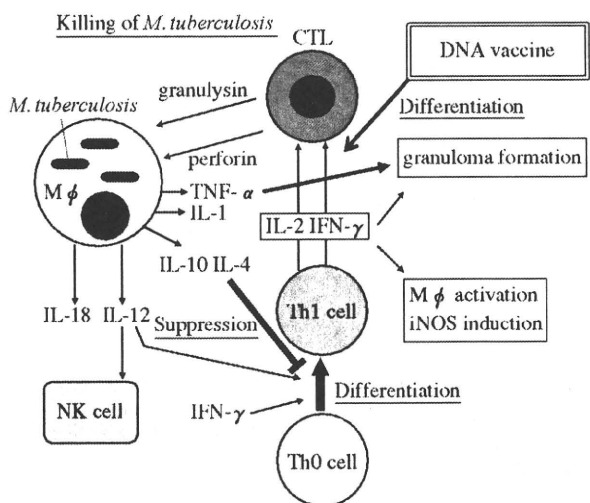 Killing of M. tuberculosis
CTL
DNA vaccine
granulysin
M. tuberculosis
Differentiation
perforin
granuloma formation
M ϕ
TNF- α
IL-1
IL-2 IFN-γ
IL-10 IL-4
M ϕ activation
iNOS induction
Th1 cell
IL-18 IL-12
Suppression
Differentiation
NK cell
IFN-γ
Th0 cell